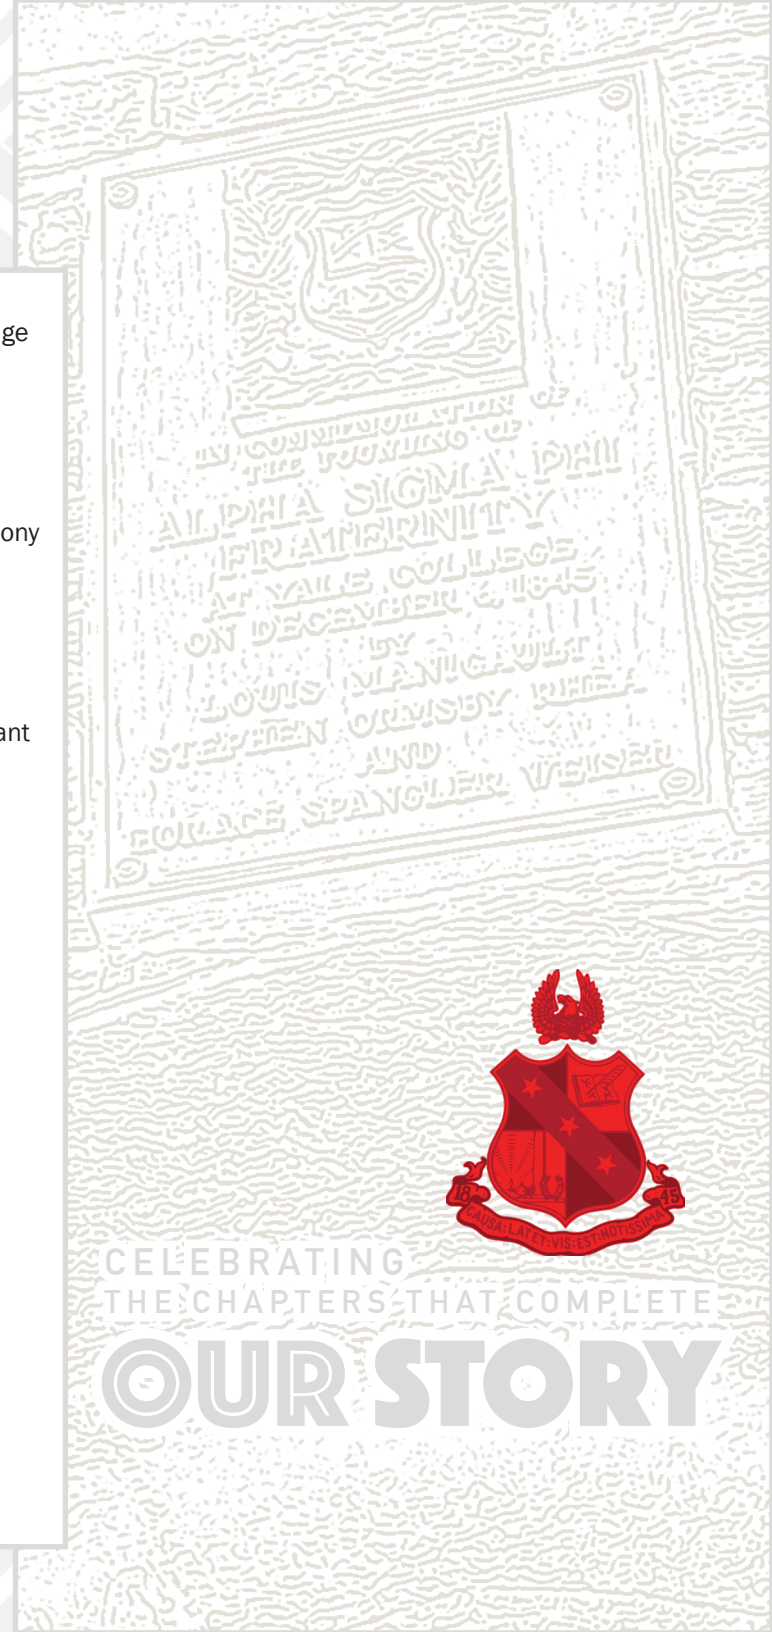 ge
ony
ant
IN COMMEMORATION OF
THE FOUNDING OF
ALPHA SIGMA PHI
FRATERNITY
AT YALE COLLEGE
ON DECEMBER 6, 1845
BY
LOUIS MANIGAULT
STEPHEN ORMSBY RHEA
AND
HORACE SPANGLER WEISER
18 45
CAUSA:LATET:VIS:EST:NOTISSIMA
CELEBRATING
THE CHAPTERS THAT COMPLETE
OUR STORY